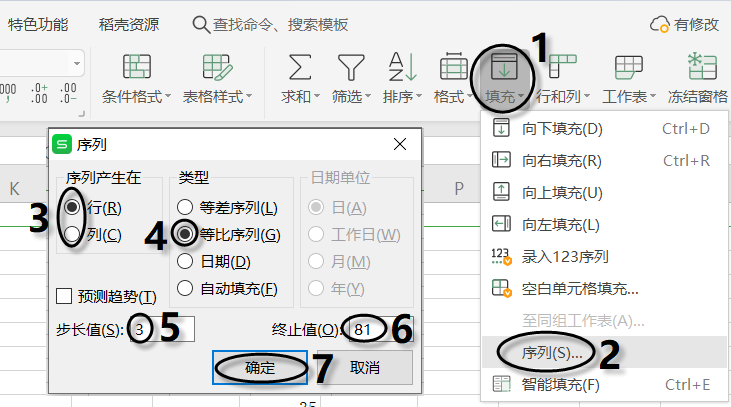 特色功能 稻壳资源 查找命令、搜索模板 有修改
000 .0 .00 .00 .0
条件格式 表格样式 求和 筛选 排序 格式 填充 行和列 工作表 冻结窗格
1
向下填充(D) Ctrl+D
向右填充(R) Ctrl+R
向上填充(U)
向左填充(L)
123 录入123序列
空白单元格填充...
至同组工作表(A)...
序列(S)... 2
智能填充(F) Ctrl+E
K P
S 序列
序列产生在 类型 日期单位
3 行(R) 等差序列(L) 日(A)
列(C) 4 等比序列(G) 工作日(W)
日期(D) 月(M)
自动填充(F) 年(Y)
预测趋势(T)
步长值(S): 3 5 终止值(O): 81 6
确定 7 取消